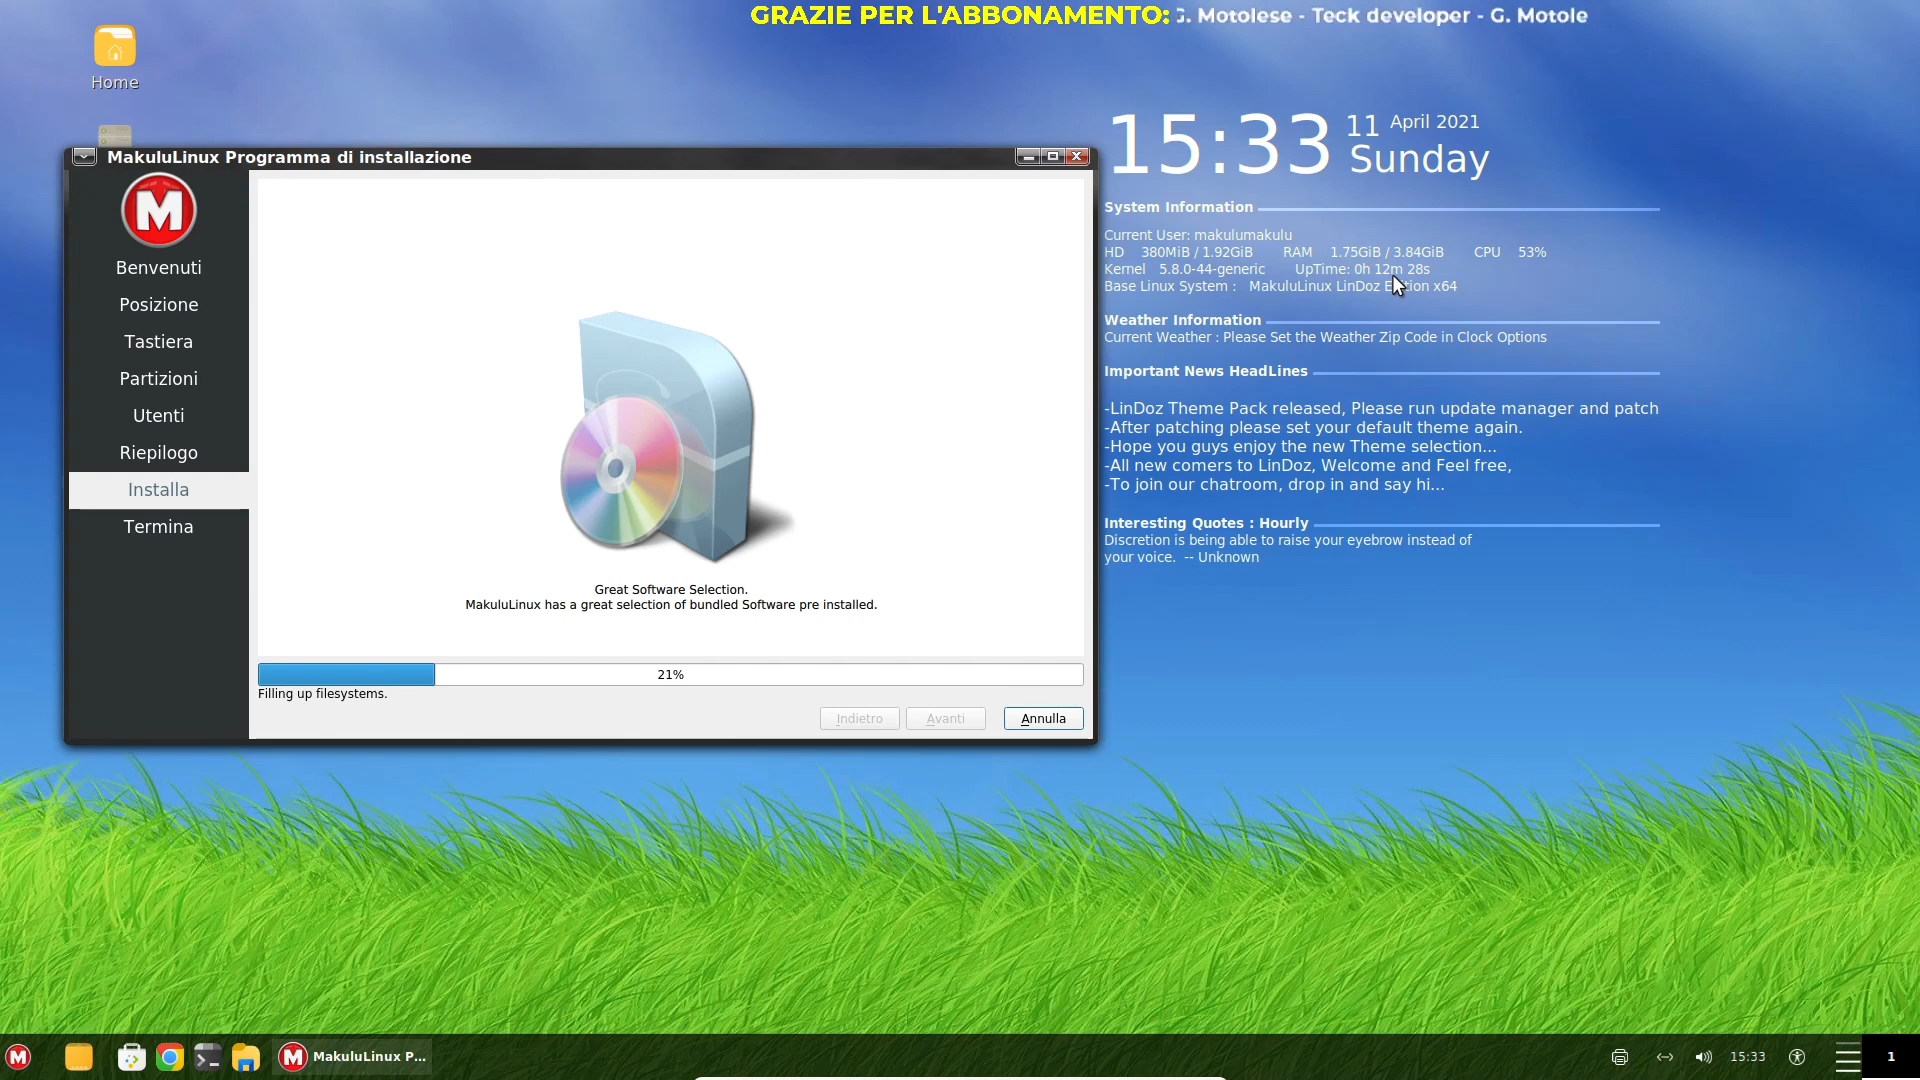 GRAZIE PER L'ABBONAMENTO: G. Motolese - Teck developer - G. Motole
Home
15:33 11 April 2021
Sunday
MakuluLinux Programma di installazione
M
Benvenuti
Posizione
Tastiera
Partizioni
Utenti
Riepilogo
Installa
Termina
Great Software Selection.
MakuluLinux has a great selection of bundled Software pre installed.
21%
Filling up filesystems.
Indietro Avanti Annulla
System Information
Current User: makulumakulu
HD 380MiB / 1.92GiB RAM 1.75GiB / 3.84GiB CPU 53%
Kernel 5.8.0-44-generic UpTime: 0h 12m 28s
Base Linux System : MakuluLinux LinDoz Edition x64
Weather Information
Current Weather : Please Set the Weather Zip Code in Clock Options
Important News HeadLines
-LinDoz Theme Pack released, Please run update manager and patch
-After patching please set your default theme again.
-Hope you guys enjoy the new Theme selection...
-All new comers to LinDoz, Welcome and Feel free,
-To join our chatroom, drop in and say hi...
Interesting Quotes : Hourly
Discretion is being able to raise your eyebrow instead of
your voice. -- Unknown
M M MakuluLinux P... 15:33 1